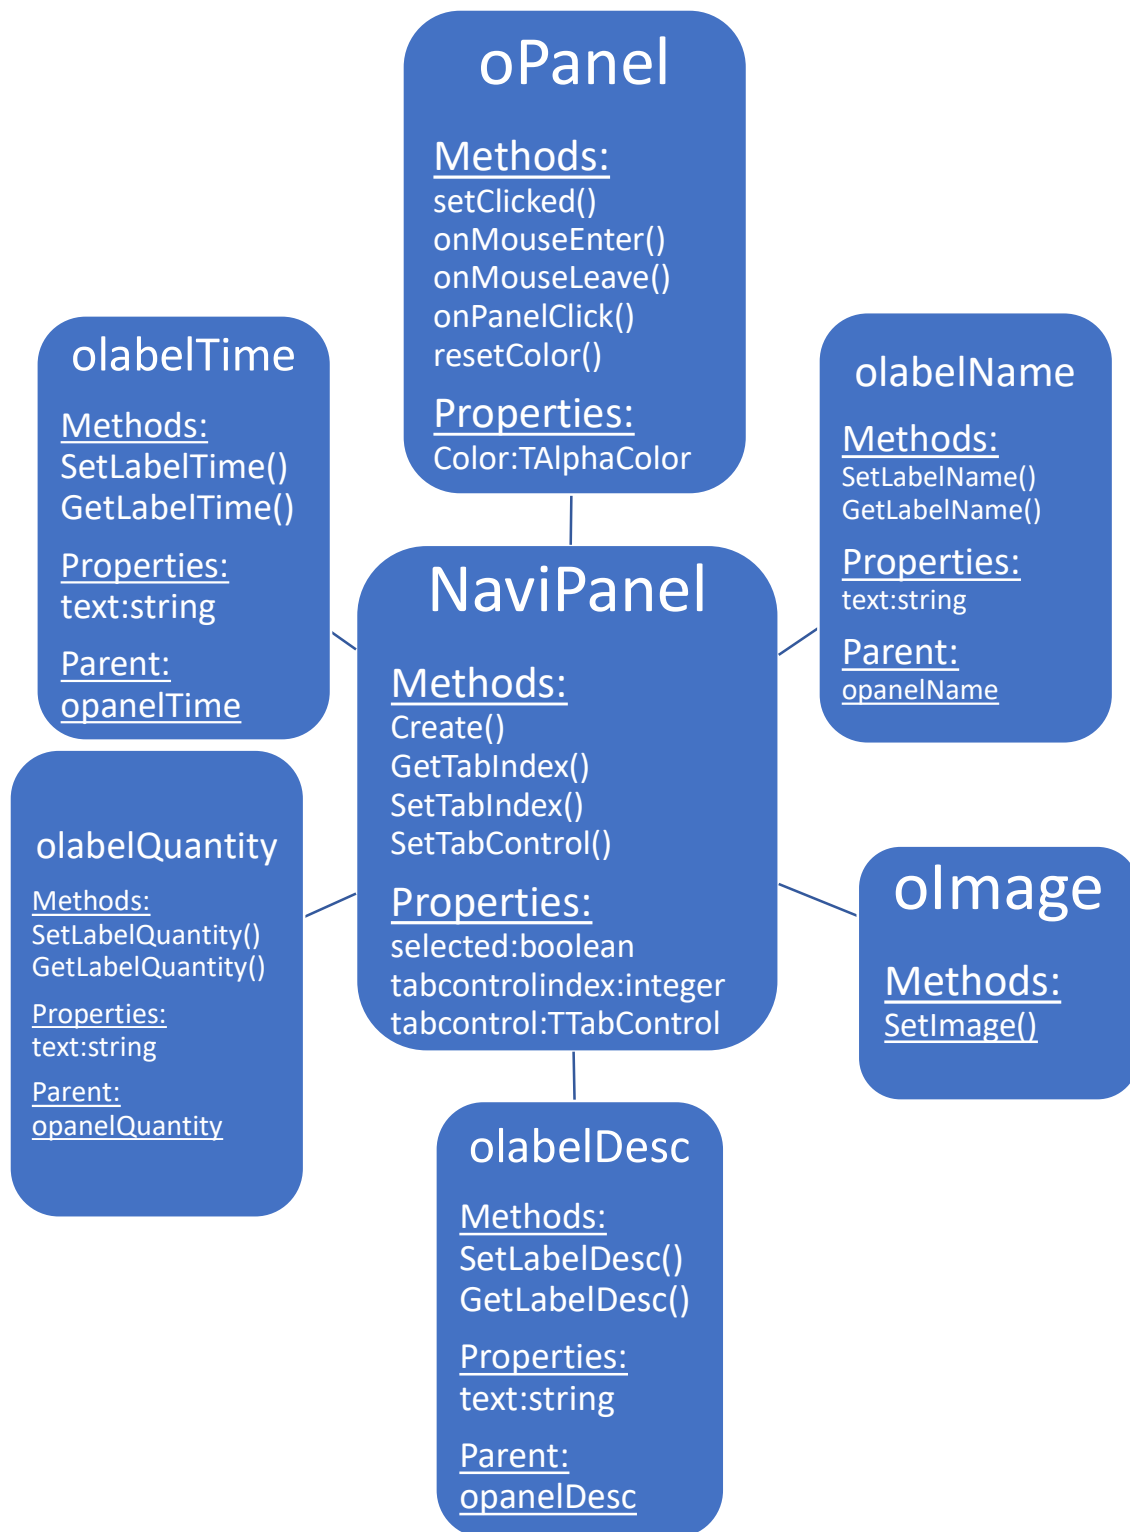 oPanel
Methods:
setClicked()
onMouseEnter()
onMouseLeave()
onPanelClick()
resetColor()
Properties:
Color:TAlphaColor
olabelTime
Methods:
SetLabelTime()
GetLabelTime()
Properties:
text:string
Parent:
opanelTime
olabelName
Methods:
SetLabelName()
GetLabelName()
Properties:
text:string
Parent:
opanelName
NaviPanel
Methods:
Create()
GetTabIndex()
SetTabIndex()
SetTabControl()
Properties:
selected:boolean
tabcontrolindex:integer
tabcontrol:TTabControl
olabelQuantity
Methods:
SetLabelQuantity()
GetLabelQuantity()
Properties:
text:string
Parent:
opanelQuantity
oImage
Methods:
SetImage()
olabelDesc
Methods:
SetLabelDesc()
GetLabelDesc()
Properties:
text:string
Parent:
opanelDesc